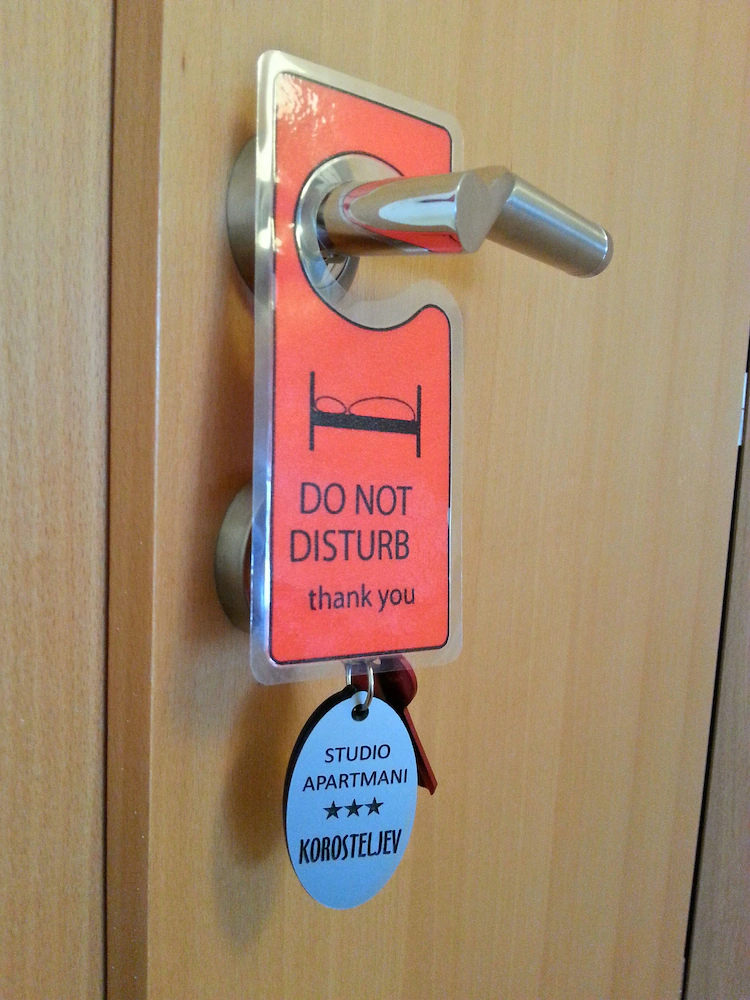 DO NOT
DISTURB
thank you
STUDIO
APARTMANI
★★★
KOROSTELJEV